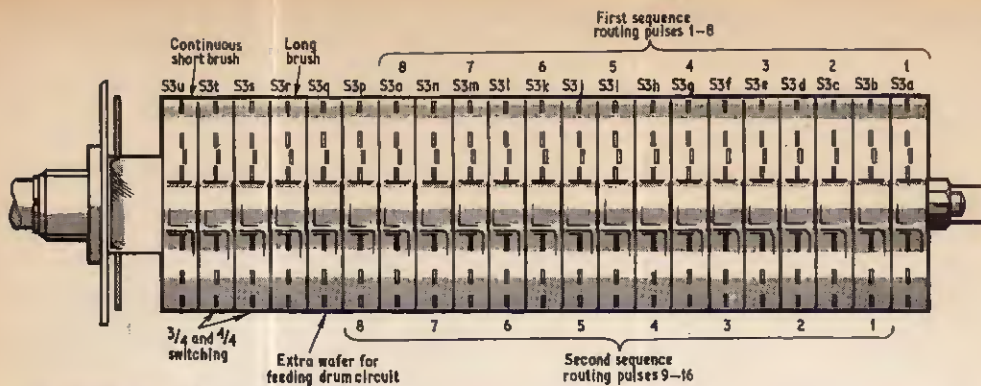 First sequence
routing pulses 1–8
Continuous
short brush
Long
brush
8 7 6 5 4 3 2 1
S3u S3t S3s S3r S3q S3p S3o S3n S3m S3l S3k S3j S3i S3h S3g S3f S3e S3d S3c S3b S3a
3/4 and 4/4
switching
Extra wafer for
feeding drum circuit
8 7 6 5 4 3 2 1
Second sequence
routing pulses 9–16